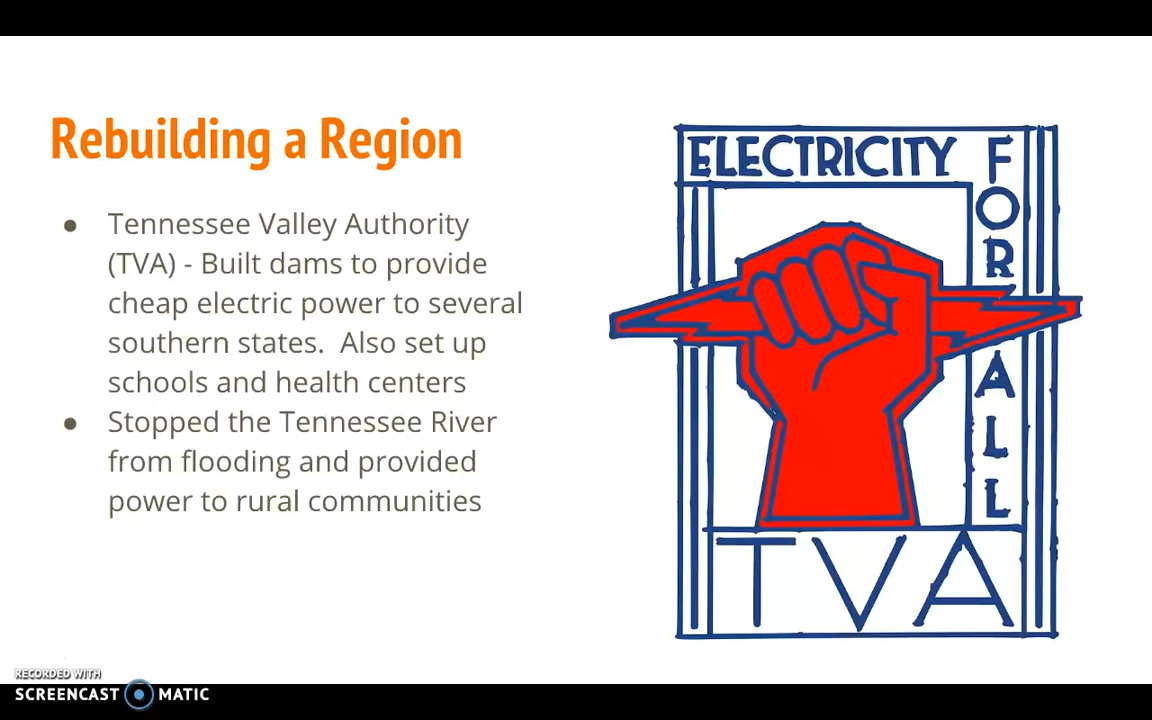 Rebuilding a Region
● Tennessee Valley Authority
(TVA) - Built dams to provide
cheap electric power to several
southern states.  Also set up
schools and health centers
● Stopped the Tennessee River
from flooding and provided
power to rural communities
ELECTRICITY FOR ALL
TVA
RECORDED WITH
SCREENCAST MATIC